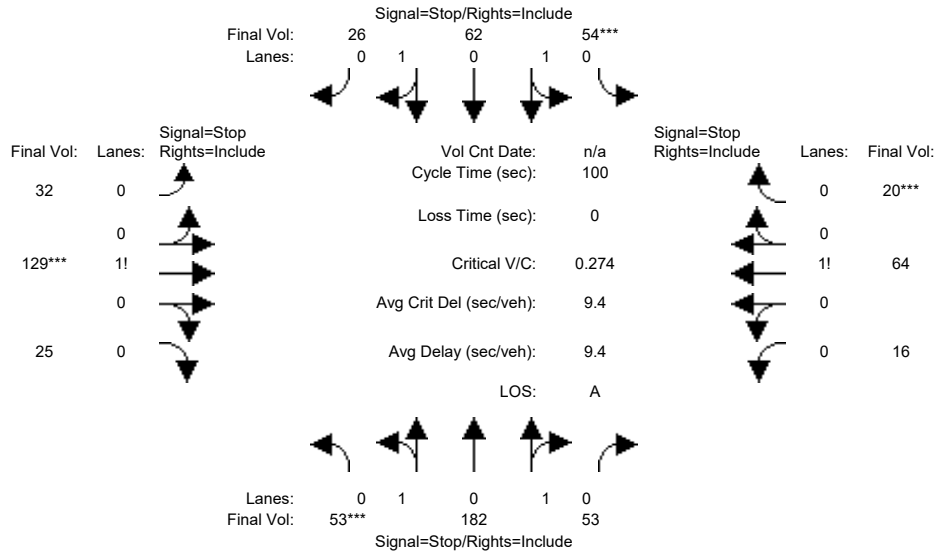 Signal=Stop/Rights=Include
Final Vol: 26 62 54***
Lanes: 0 1 0 1 0
Signal=Stop
Final Vol: Lanes: Rights=Include
Vol Cnt Date: n/a
Signal=Stop
Rights=Include Lanes: Final Vol:
Cycle Time (sec): 100
32 0
0 20***
Loss Time (sec): 0
0
0
129*** 1!
Critical V/C: 0.274
1! 64
0
Avg Crit Del (sec/veh): 9.4
0
25 0
Avg Delay (sec/veh): 9.4
0 16
LOS: A
Lanes: 0 1 0 1 0
Final Vol: 53*** 182 53
Signal=Stop/Rights=Include